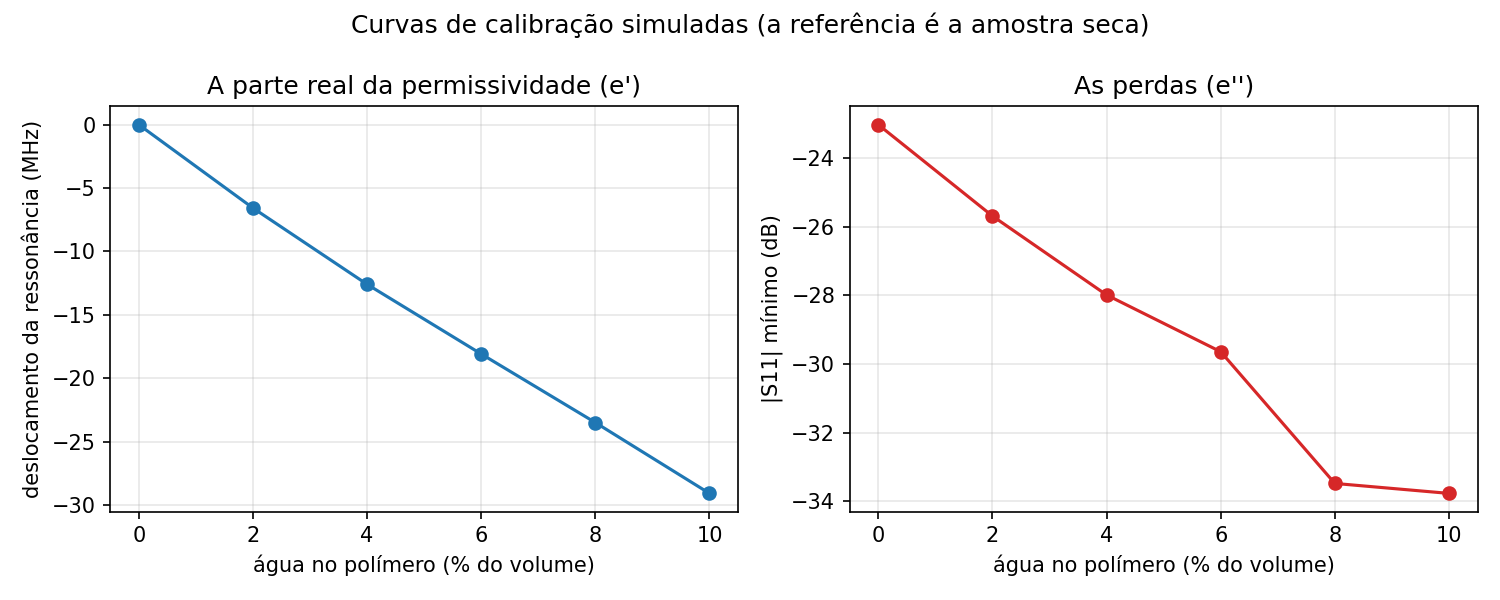 Curvas de calibração simuladas (a referência é a amostra seca)
A parte real da permissividade (e')
deslocamento da ressonância (MHz)
0
−5
−10
−15
−20
−25
−30
0 2 4 6 8 10
água no polímero (% do volume)
As perdas (e'')
|S11| mínimo (dB)
−24
−26
−28
−30
−32
−34
0 2 4 6 8 10
água no polímero (% do volume)